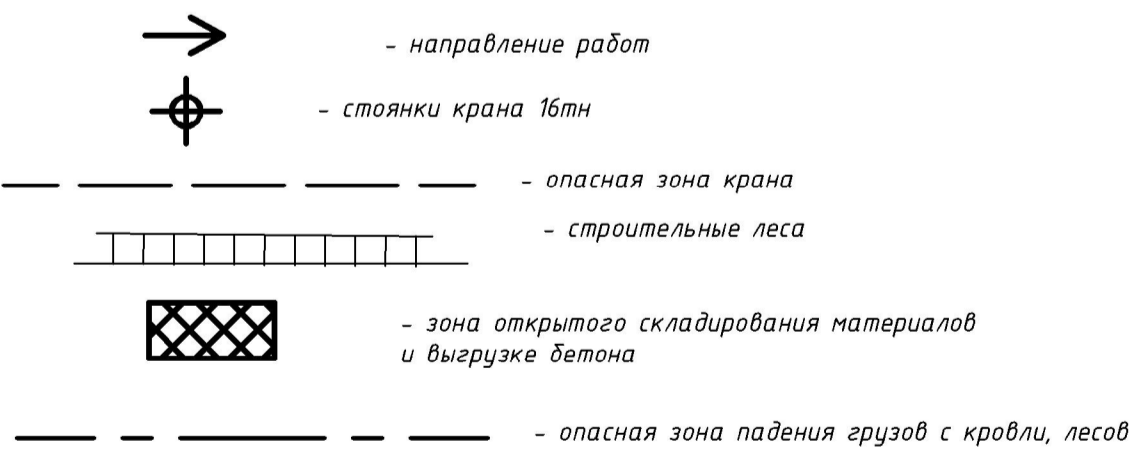 - направление работ
- стоянки крана 16тн
- опасная зона крана
- строительные леса
- зона открытого складирования материалов
и выгрузке бетона
- опасная зона падения грузов с кровли, лесов